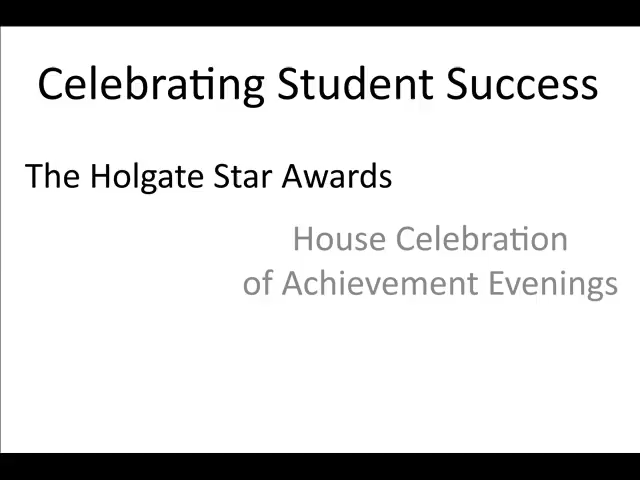 Celebrating Student Success
The Holgate Star Awards
House Celebration
of Achievement Evenings